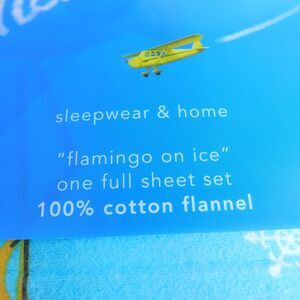 sleepwear & home
“flamingo on ice”
one full sheet set
100% cotton flannel